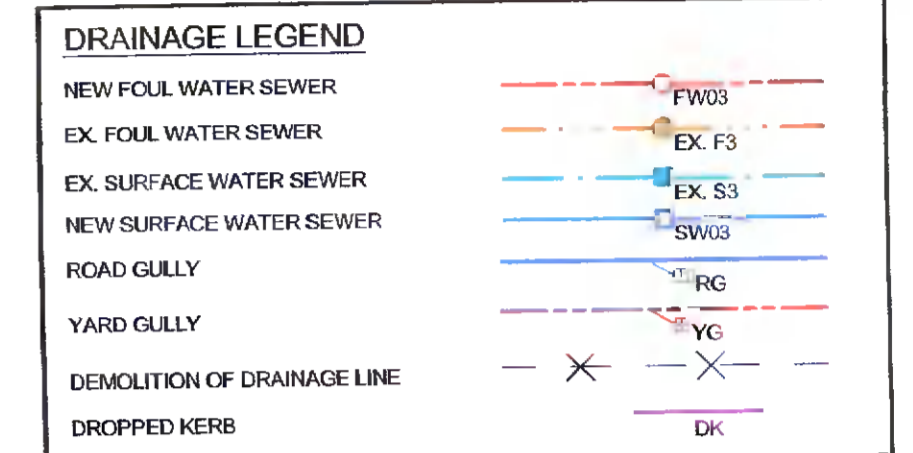 DRAINAGE LEGEND
NEW FOUL WATER SEWER FW03
EX. FOUL WATER SEWER EX. F3
EX. SURFACE WATER SEWER EX. S3
NEW SURFACE WATER SEWER SW03
ROAD GULLY RG
YARD GULLY YG
DEMOLITION OF DRAINAGE LINE
DROPPED KERB DK